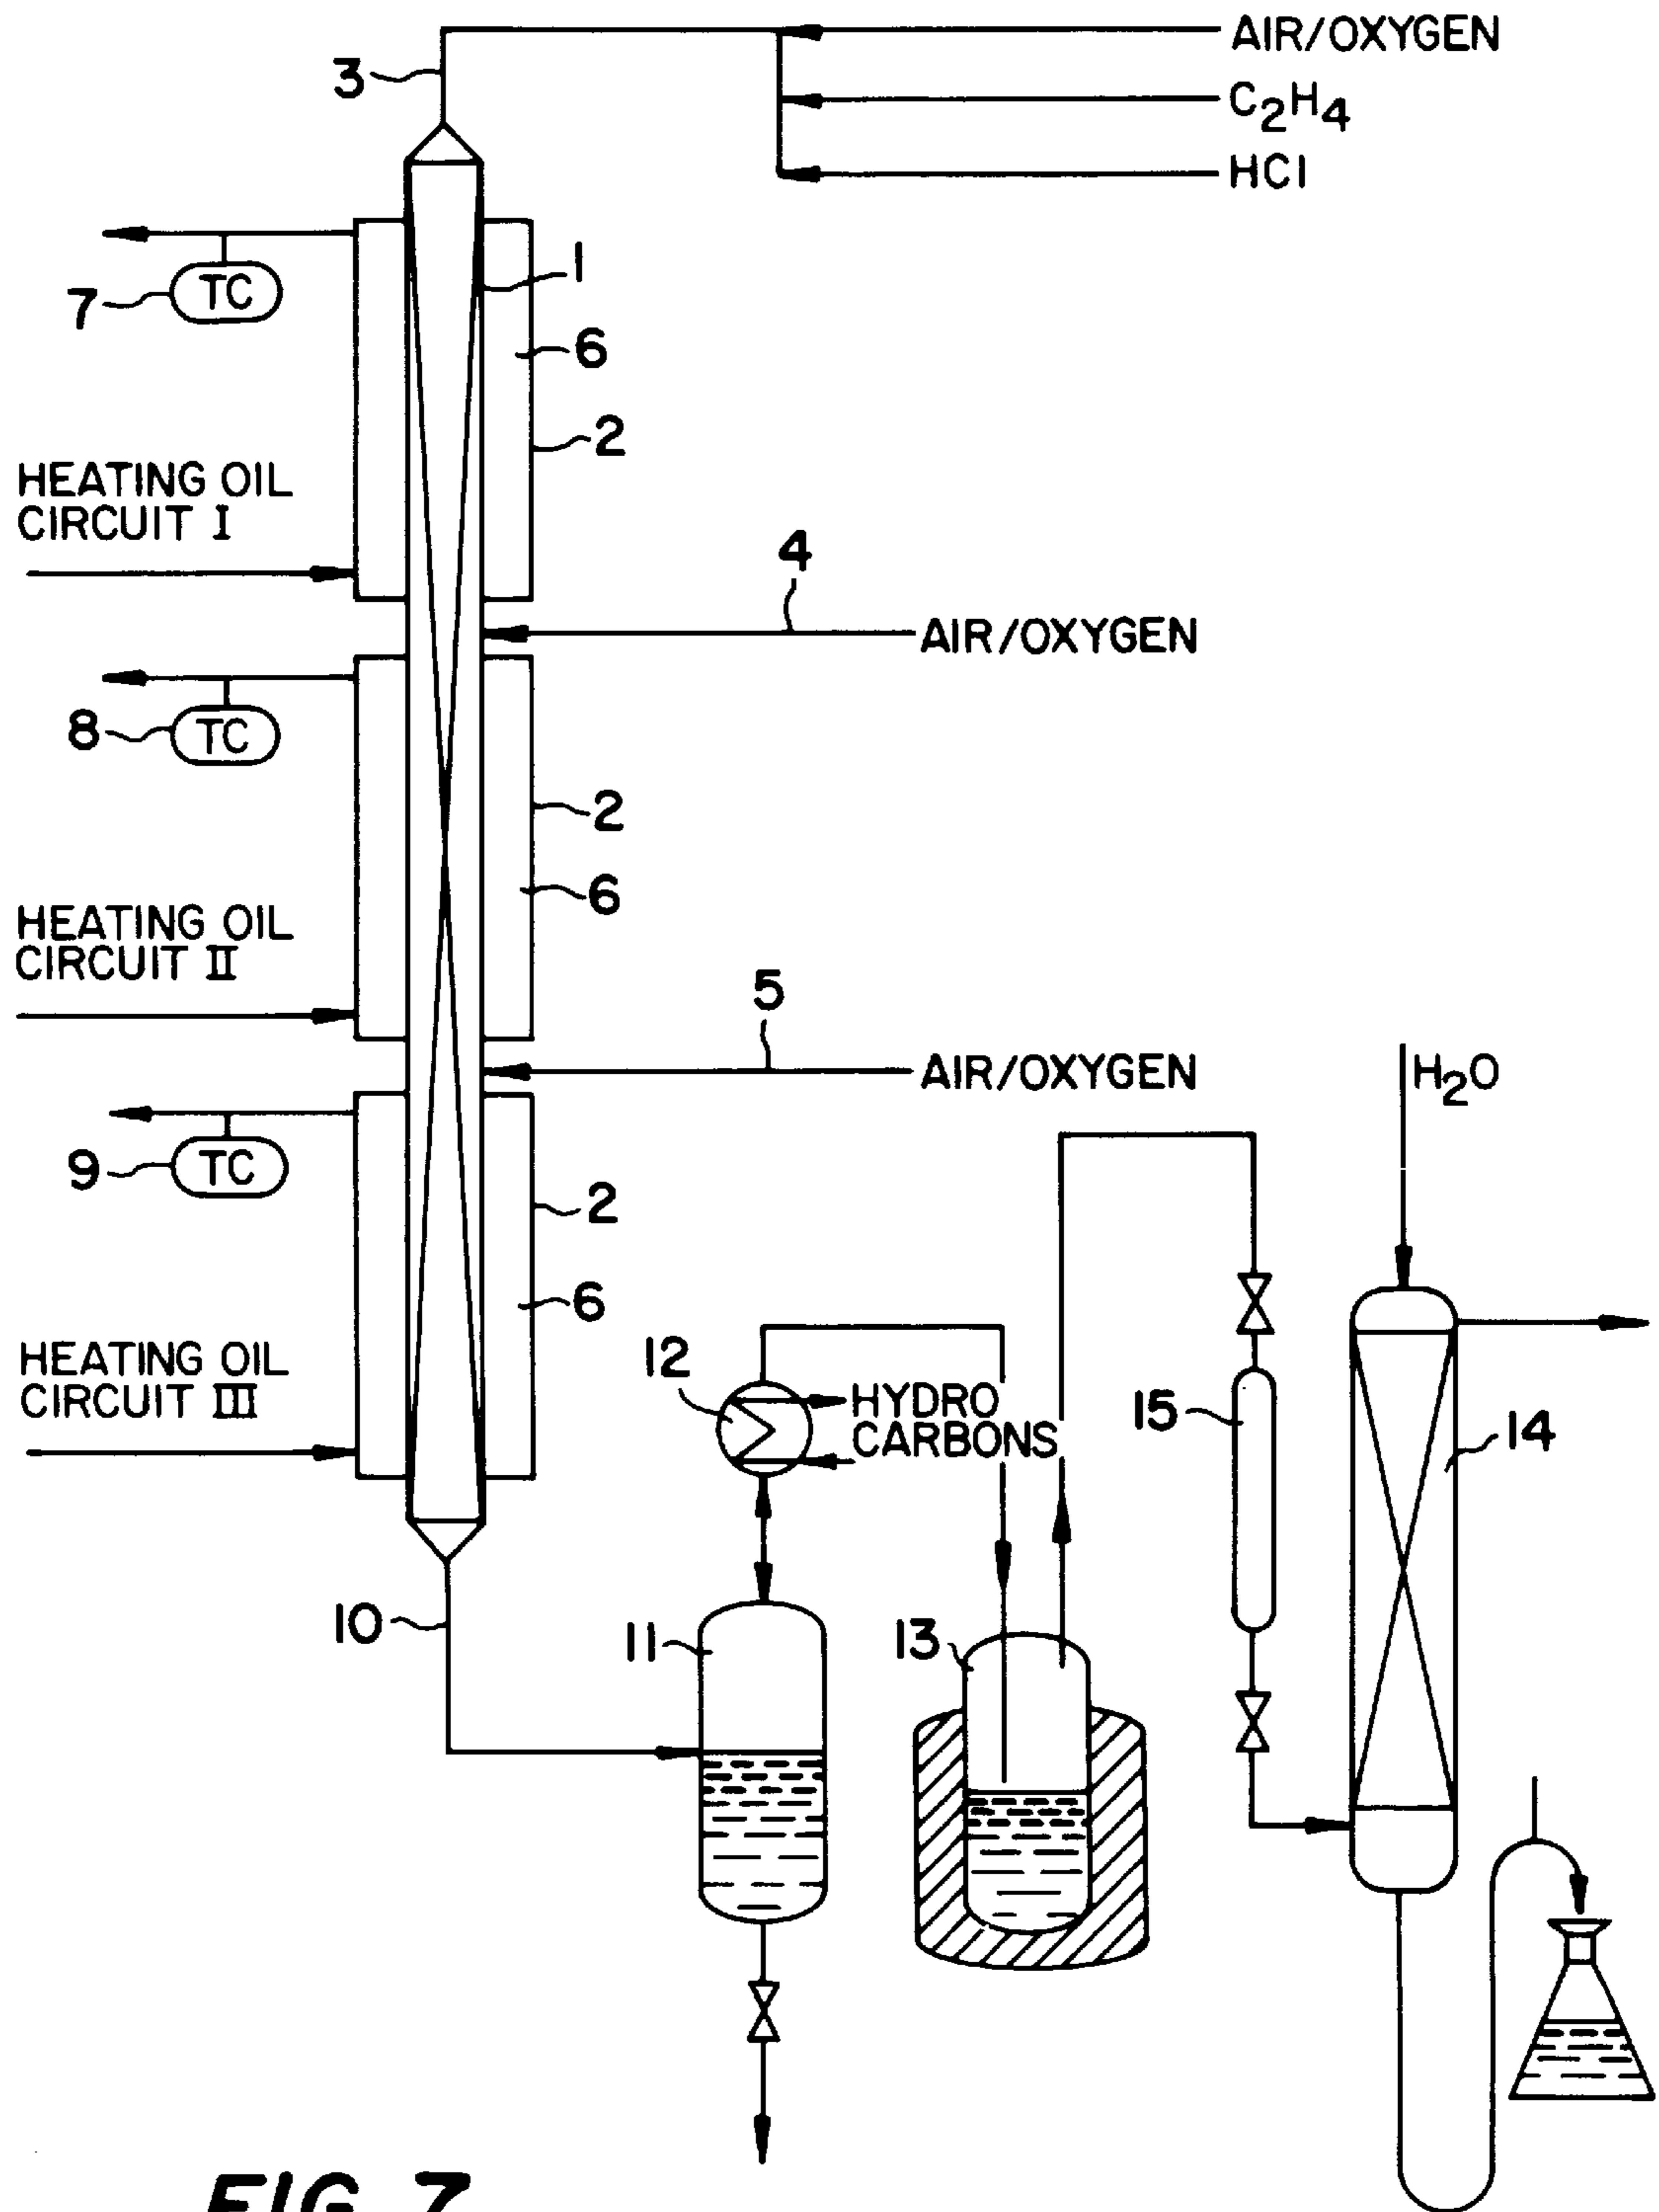 AIR/OXYGEN
3
C2H4
HCl
1
TC
7
6
2
HEATING OIL
CIRCUIT I
4
AIR/OXYGEN
TC
8
2
6
HEATING OIL
CIRCUIT II
5
AIR/OXYGEN
H2O
TC
9
2
6
HEATING OIL
CIRCUIT III
12
HYDRO
CARBONS
15
14
10
11
13
FIG. 7